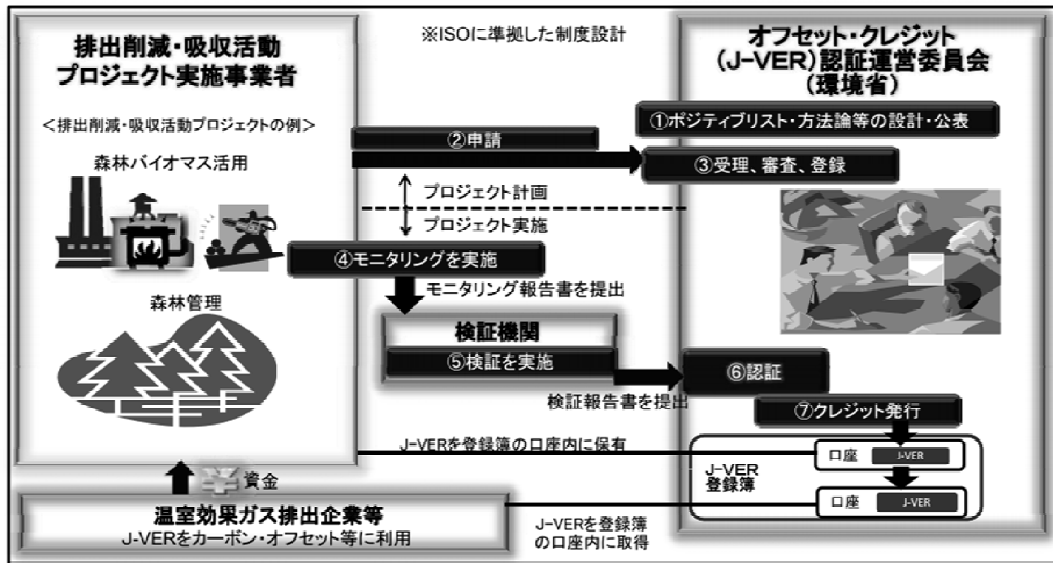 排出削減・吸収活動
プロジェクト実施事業者
＜排出削減・吸収活動プロジェクトの例＞
森林バイオマス活用
森林管理
※ISOに準拠した制度設計
オフセット・クレジット
（J-VER）認証運営委員会
（環境省）
①ポジティブリスト・方法論等の設計・公表
②申請
③受理、審査、登録
プロジェクト計画
プロジェクト実施
④モニタリングを実施
モニタリング報告書を提出
検証機関
⑤検証を実施
検証報告書を提出
⑥認証
⑦クレジット発行
J-VERを登録簿の口座内に保有
J-VER
登録簿
口座 J-VER
口座 J-VER
¥ 資金
温室効果ガス排出企業等
J-VERをカーボン・オフセット等に利用
J-VERを登録簿
の口座内に取得